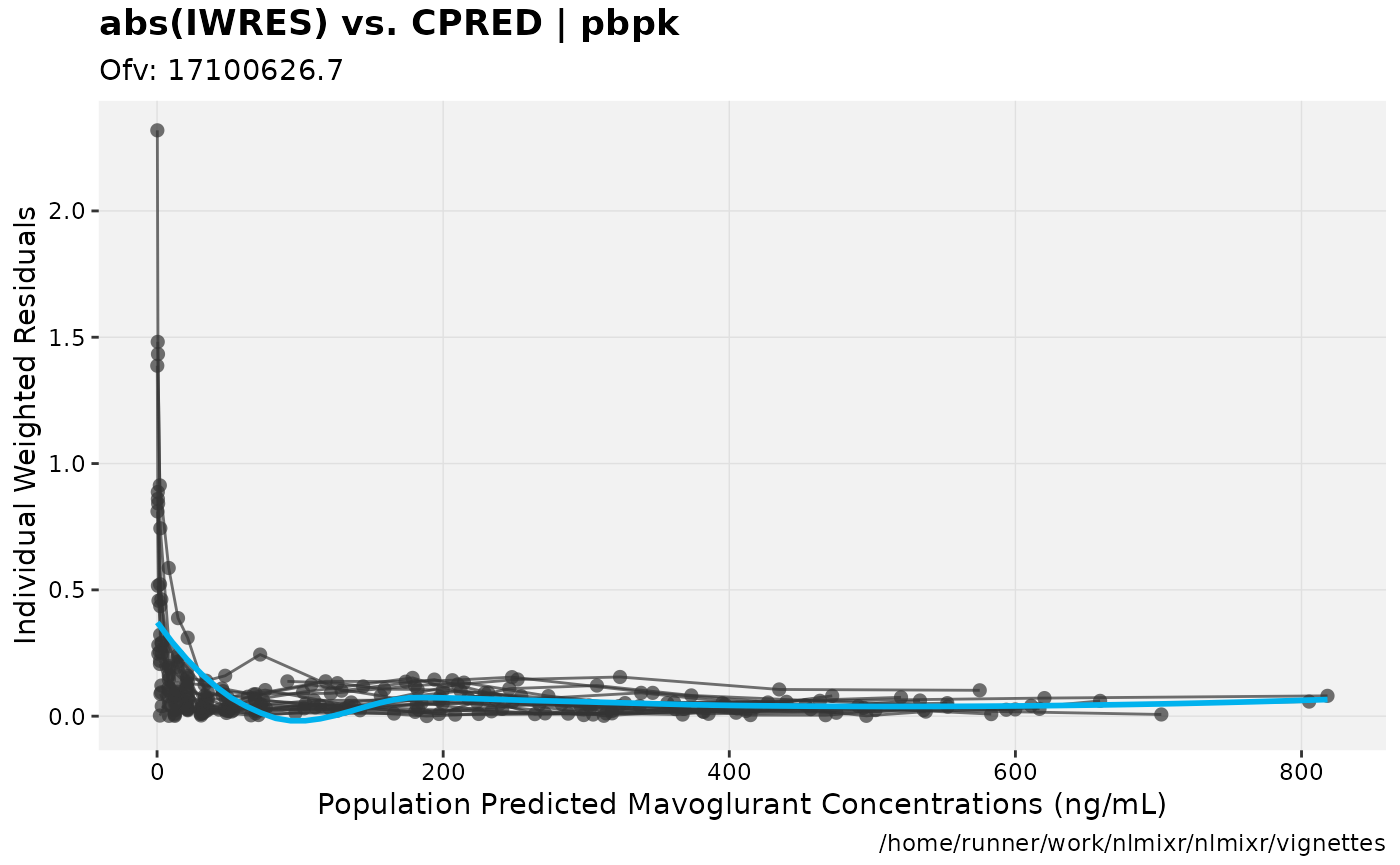 abs(IWRES) vs. CPRED | pbpk
Ofv: 17100626.7
Individual Weighted Residuals
2.0
1.5
1.0
0.5
0.0
0 200 400 600 800
Population Predicted Mavoglurant Concentrations (ng/mL)
/home/runner/work/nlmixr/nlmixr/vignettes